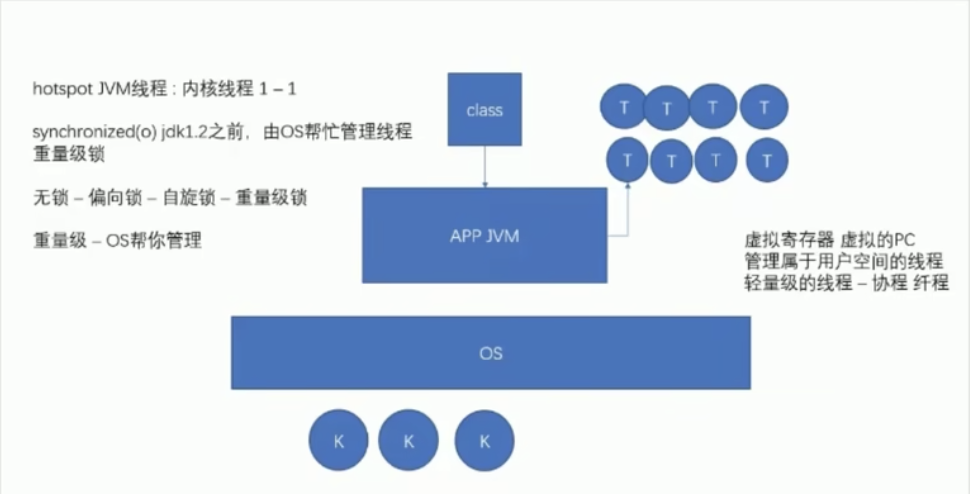 hotspot JVM线程 : 内核线程 1 – 1
synchronized(o) jdk1.2之前，由OS帮忙管理线程
重量级锁
无锁 – 偏向锁 – 自旋锁 – 重量级锁
重量级 – OS帮你管理
class
APP JVM
T T T T
T T T T
虚拟寄存器 虚拟的PC
管理属于用户空间的线程
轻量级的线程 – 协程 纤程
OS
K K K